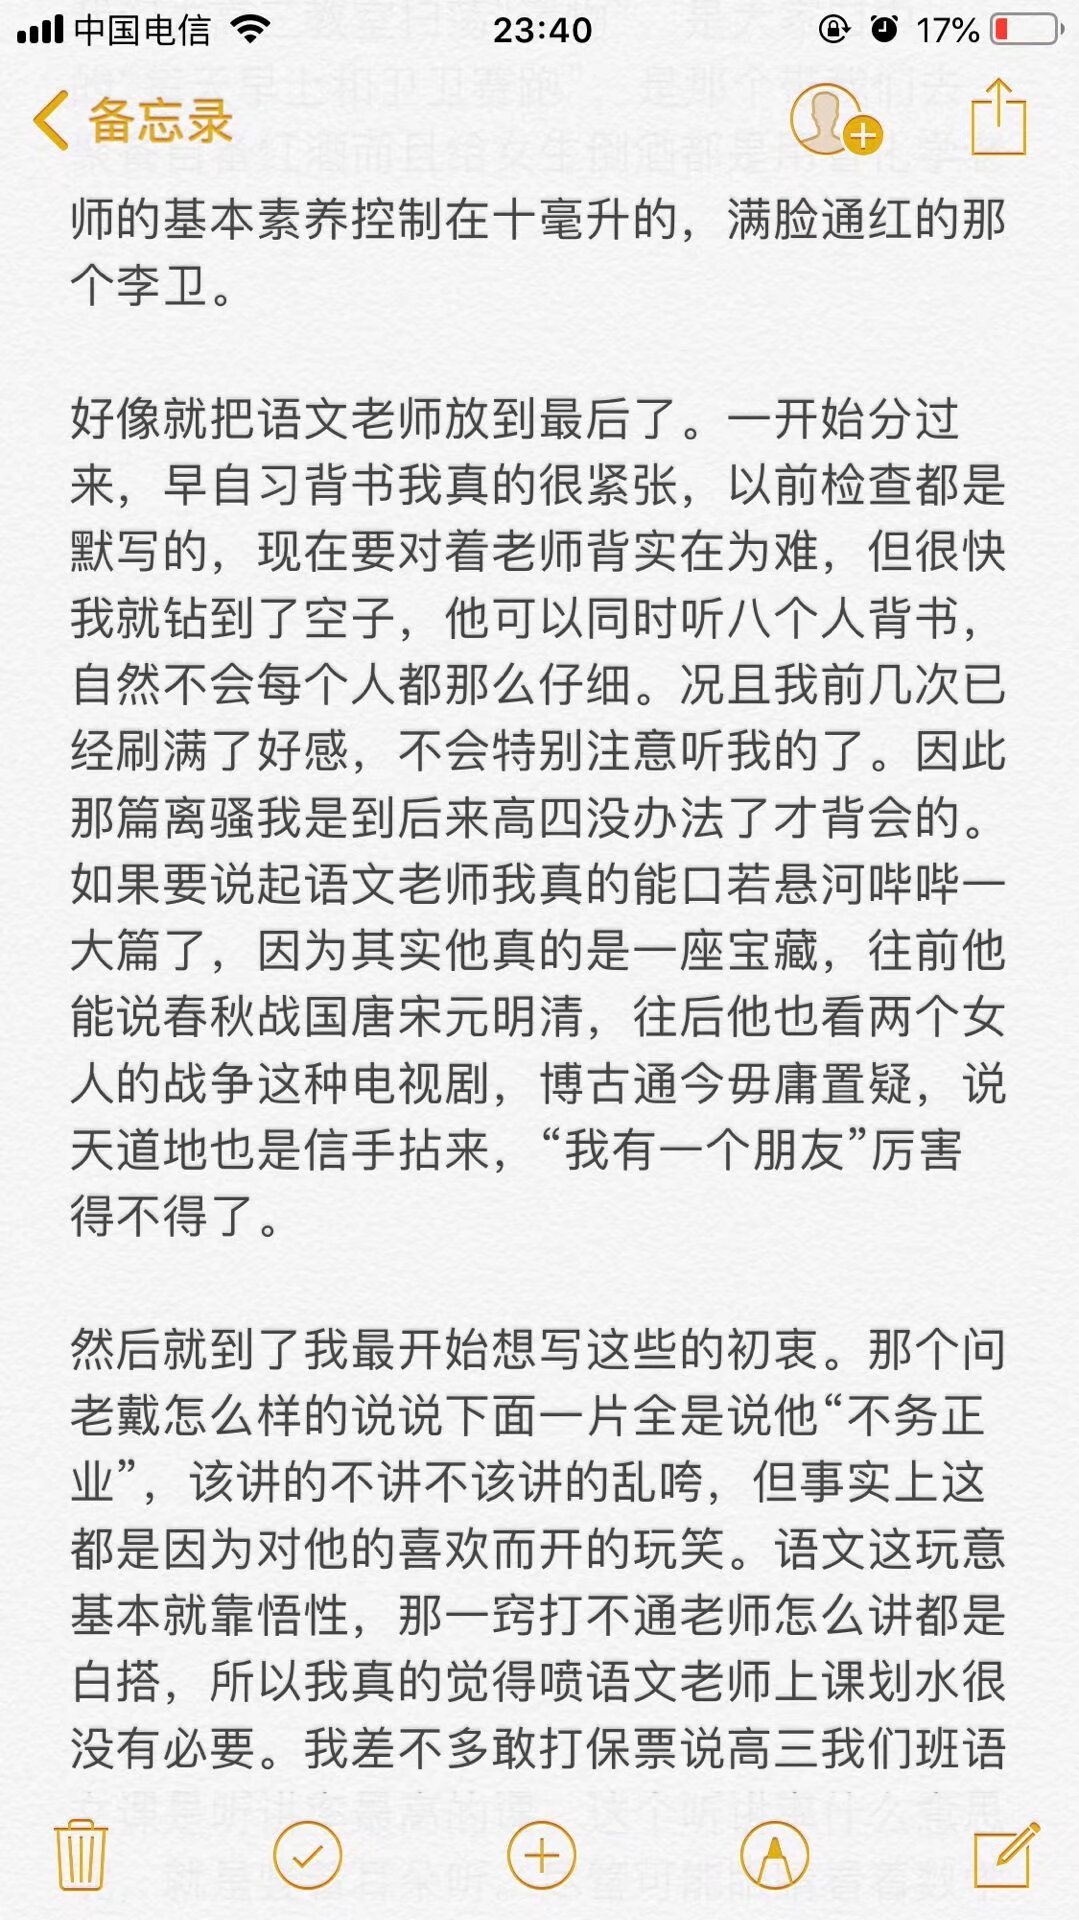 中国电信 23:40 17%
备忘录
师的基本素养控制在十毫升的，满脸通红的那
个李卫。
好像就把语文老师放到最后了。一开始分过
来，早自习背书我真的很紧张，以前检查都是
默写的，现在要对着老师背实在为难，但很快
我就钻到了空子，他可以同时听八个人背书，
自然不会每个人都那么仔细。况且我前几次已
经刷满了好感，不会特别注意听我的了。因此
那篇离骚我是到后来高四没办法了才背会的。
如果要说起语文老师我真的能口若悬河哔哔一
大篇了，因为其实他真的是一座宝藏，往前他
能说春秋战国唐宋元明清，往后他也看两个女
人的战争这种电视剧，博古通今毋庸置疑，说
天道地也是信手拈来，“我有一个朋友”厉害
得不得了。
然后就到了我最开始想写这些的初衷。那个问
老戴怎么样的说说下面一片全是说他“不务正
业”，该讲的不讲不该讲的乱咵，但事实上这
都是因为对他的喜欢而开的玩笑。语文这玩意
基本就靠悟性，那一窍打不通老师怎么讲都是
白搭，所以我真的觉得喷语文老师上课划水很
没有必要。我差不多敢打保票说高三我们班语